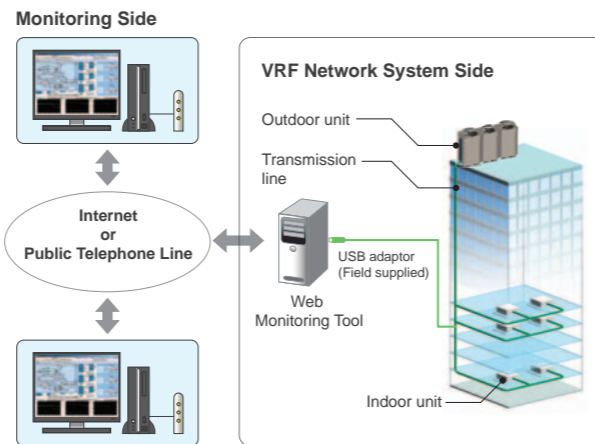 Monitoring Side
Internet
or
Public Telephone Line
VRF Network System Side
Outdoor unit
Transmission
line
USB adaptor
(Field supplied)
Web
Monitoring Tool
Indoor unit